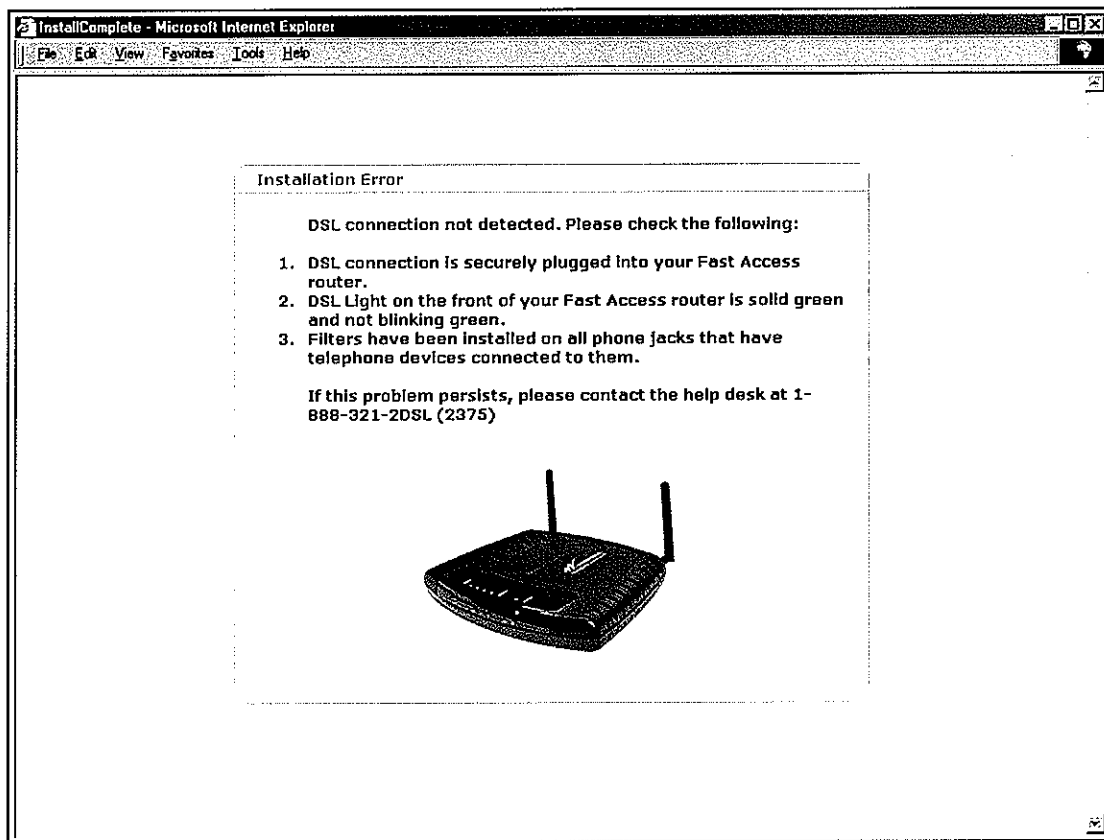 InstallComplete - Microsoft Internet Explorer
File Edit View Favorites Tools Help
Installation Error
DSL connection not detected. Please check the following:
1. DSL connection is securely plugged into your Fast Access
router.
2. DSL Light on the front of your Fast Access router is solid green
and not blinking green.
3. Filters have been installed on all phone jacks that have
telephone devices connected to them.
If this problem persists, please contact the help desk at 1-
888-321-2DSL (2375)